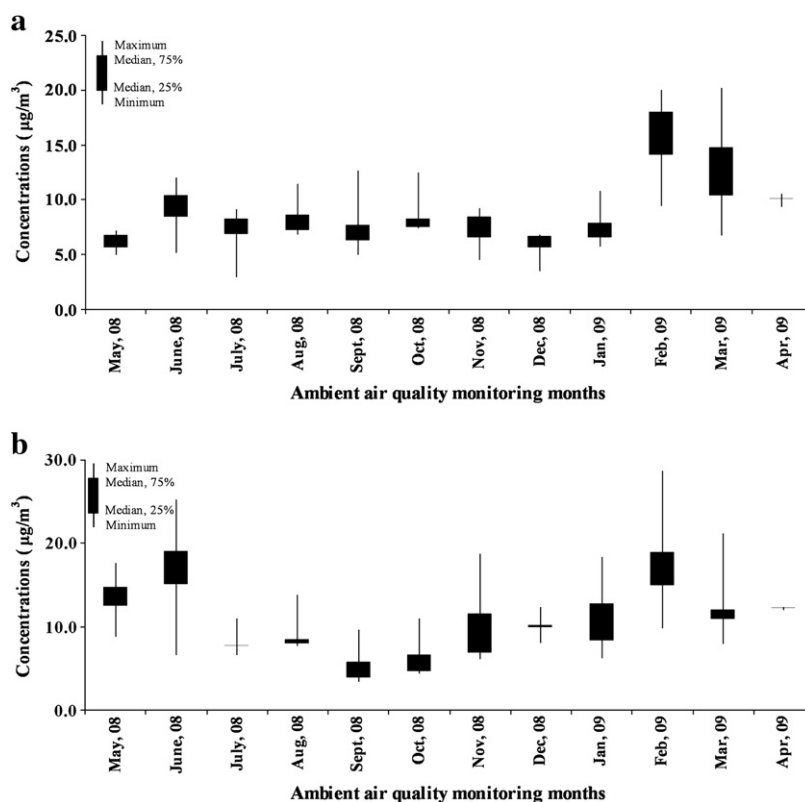 a
Maximum
Median, 75%
Median, 25%
Minimum
Concentrations ( µg/m³)
25.0
20.0
15.0
10.0
5.0
0.0
May, 08
June, 08
July, 08
Aug, 08
Sept, 08
Oct, 08
Nov, 08
Dec, 08
Jan, 09
Feb, 09
Mar, 09
Apr, 09
Ambient air quality monitoring months
b
Maximum
Median, 75%
Median, 25%
Minimum
Concentrations ( µg/m³)
30.0
20.0
10.0
0.0
May, 08
June, 08
July, 08
Aug, 08
Sept, 08
Oct, 08
Nov, 08
Dec, 08
Jan, 09
Feb, 09
Mar, 09
Apr, 09
Ambient air quality monitoring months